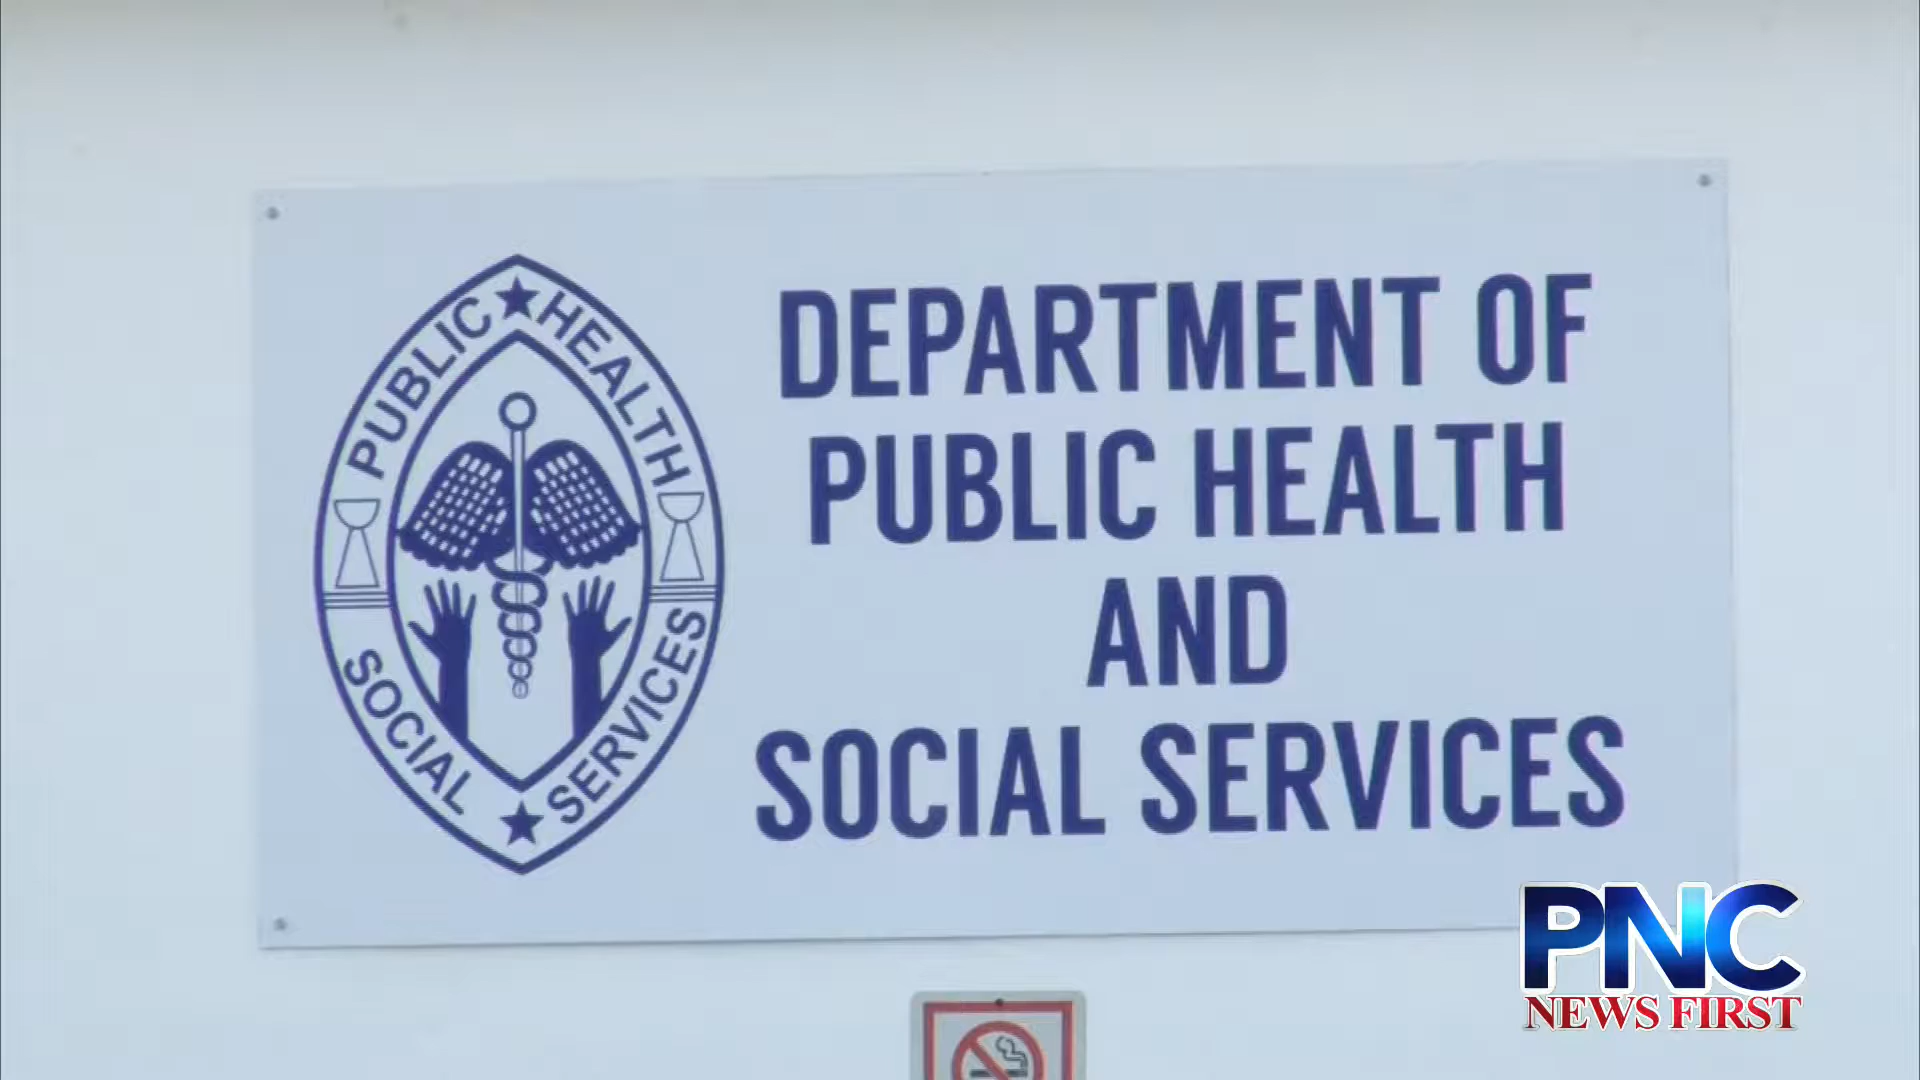 PUBLIC HEALTH
SOCIAL SERVICES
DEPARTMENT OF
PUBLIC HEALTH
AND
SOCIAL SERVICES
PNC
NEWS FIRST